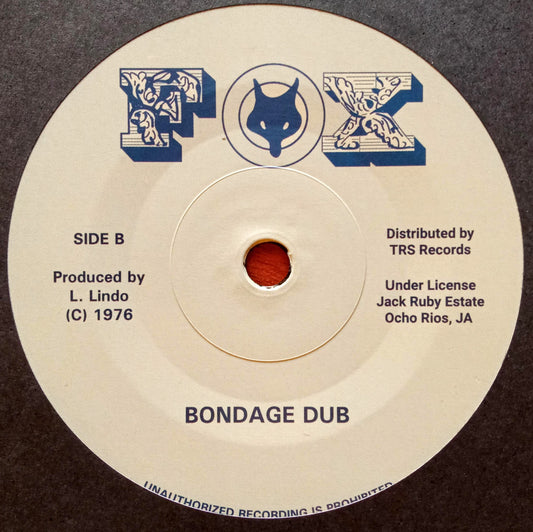 FOX
SIDE B
Produced by
L. Lindo
(C) 1976
Distributed by
TRS Records
Under License
Jack Ruby Estate
Ocho Rios, JA
BONDAGE DUB
UNAUTHORIZED RECORDING IS PROHIBITED